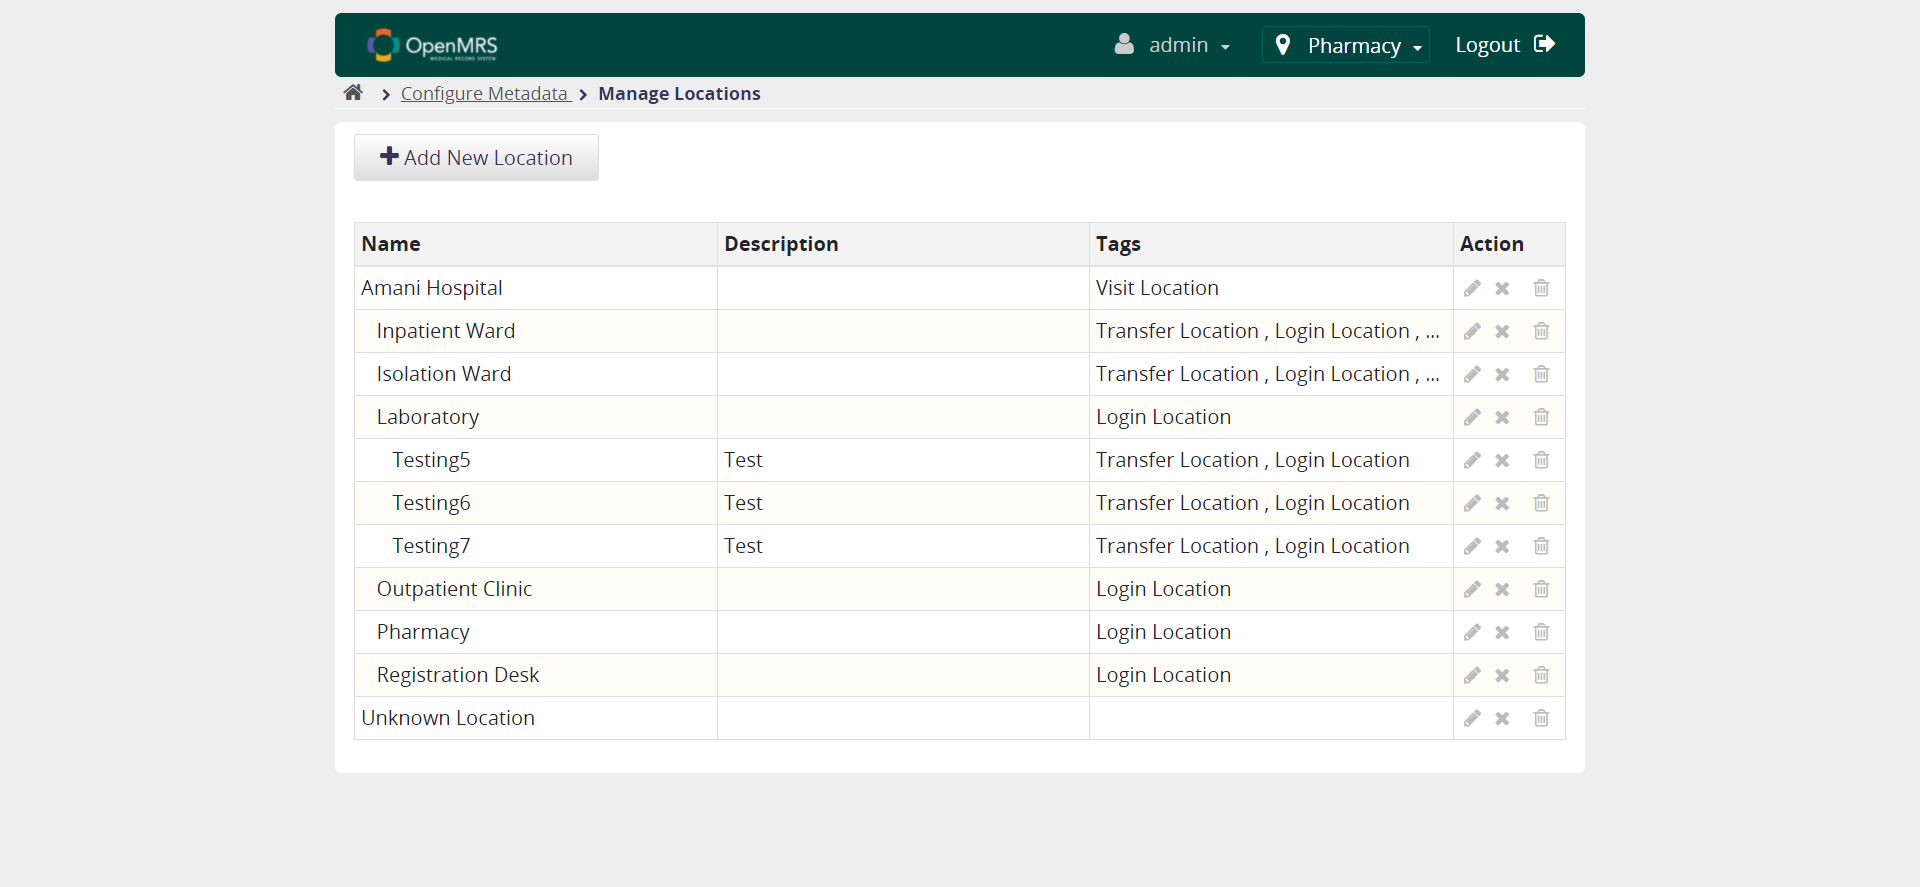 OpenMRS
MEDICAL RECORD SYSTEM
admin
Pharmacy
Logout
Configure Metadata
Manage Locations
Add New Location
Name Description Tags Action
Amani Hospital Visit Location
Inpatient Ward Transfer Location , Login Location , ...
Isolation Ward Transfer Location , Login Location , ...
Laboratory Login Location
Testing5 Test Transfer Location , Login Location
Testing6 Test Transfer Location , Login Location
Testing7 Test Transfer Location , Login Location
Outpatient Clinic Login Location
Pharmacy Login Location
Registration Desk Login Location
Unknown Location